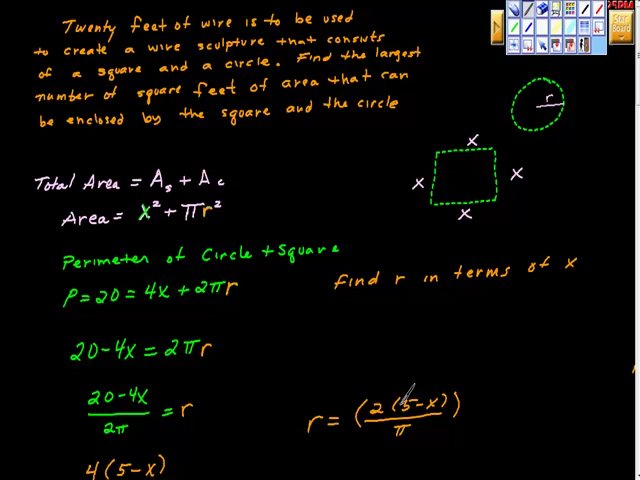 Twenty feet of wire is to be used
to create a wire sculpture that consists
of a square and a circle. Find the largest
number of square feet of area that can
be enclosed by the square and the circle
r
x
x
x
x
Total Area = As + Ac
Area = x² + πr²
Perimeter of Circle + Square
P = 20 = 4x + 2πr
Find r in terms of x
20-4x = 2πr
20-4x / 2π = r
r = (2(5-x) / π)
4(5-x)
Star
Board